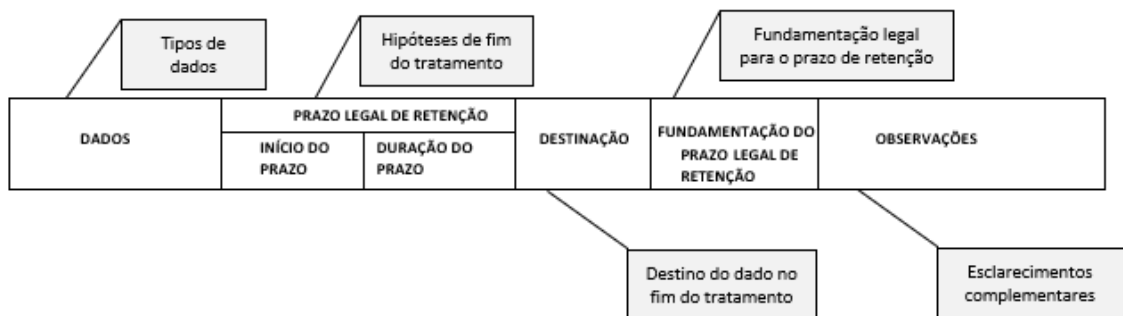 Tipos de
dados
Hipóteses de fim
do tratamento
Fundamentação legal
para o prazo de retenção
DADOS
PRAZO LEGAL DE RETENÇÃO
INÍCIO DO
PRAZO
DURAÇÃO DO
PRAZO
DESTINAÇÃO
FUNDAMENTAÇÃO DO
PRAZO LEGAL DE
RETENÇÃO
OBSERVAÇÕES
Destino do dado no
fim do tratamento
Esclarecimentos
complementares